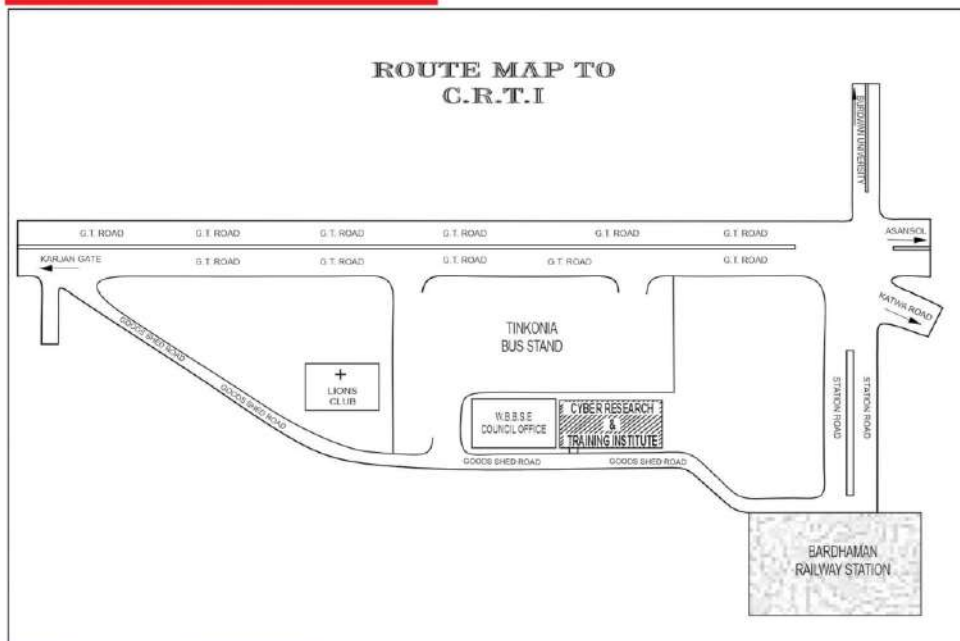 ROUTE MAP TO
C.R.T.I
BURDWAN UNIVERSITY
G.T. ROAD
G.T. ROAD
G.T. ROAD
G.T. ROAD
G.T. ROAD
G.T. ROAD
ASANSOL
KARJAN GATE
G.T. ROAD
G.T. ROAD
G.T. ROAD
G.T. ROAD
G.T. ROAD
KATWA ROAD
GOODS SHED ROAD
TINKONIA
BUS STAND
GOODS SHED ROAD
LIONS
CLUB
STATION ROAD
STATION ROAD
W.B.B.S.E
COUNCIL OFFICE
CYBER RESEARCH
&
TRAINING INSTITUTE
GOODS SHED ROAD
GOODS SHED ROAD
BARDHAMAN
RAILWAY STATION